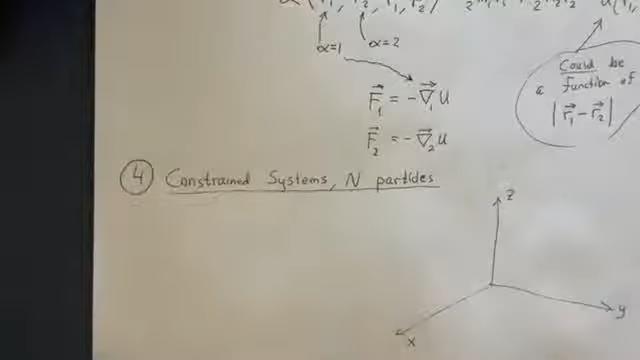 α=1 α=2
F⃗₁ = -∇⃗₁U
F⃗₂ = -∇⃗₂U
Could be
a function of
|r⃗₁-r⃗₂|
④ Constrained Systems, N particles
z
y
x